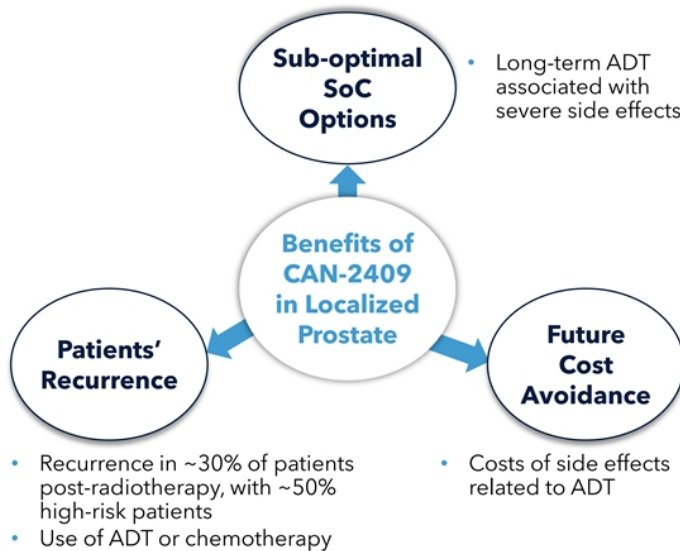 Sub-optimal
SoC
Options
• Long-term ADT
associated with
severe side effects
Benefits of
CAN-2409
in Localized
Prostate
Patients’
Recurrence
Future
Cost
Avoidance
• Recurrence in ~30% of patients
post-radiotherapy, with ~50%
high-risk patients
• Use of ADT or chemotherapy
• Costs of side effects
related to ADT